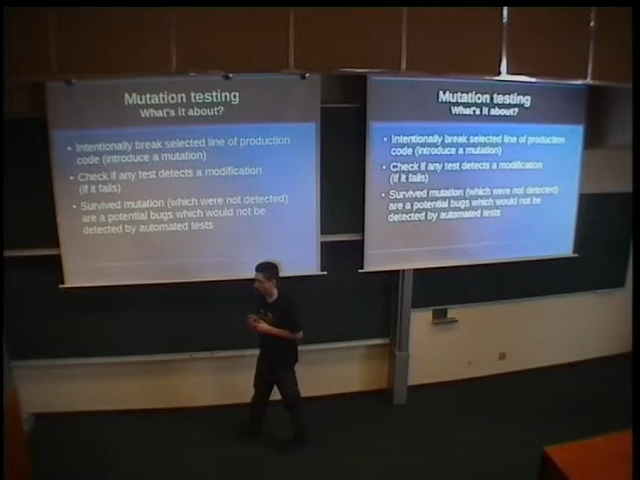 Mutation testing
What's it about?
• Intentionally break selected line of production
code (introduce a mutation)
• Check if any test detects a modification
(if it fails)
• Survived mutation (which were not detected)
are a potential bugs which would not be
detected by automated tests
Mutation testing
What's it about?
• Intentionally break selected line of production
code (introduce a mutation)
• Check if any test detects a modification
(if it fails)
• Survived mutation (which were not detected)
are a potential bugs which would not be
detected by automated tests